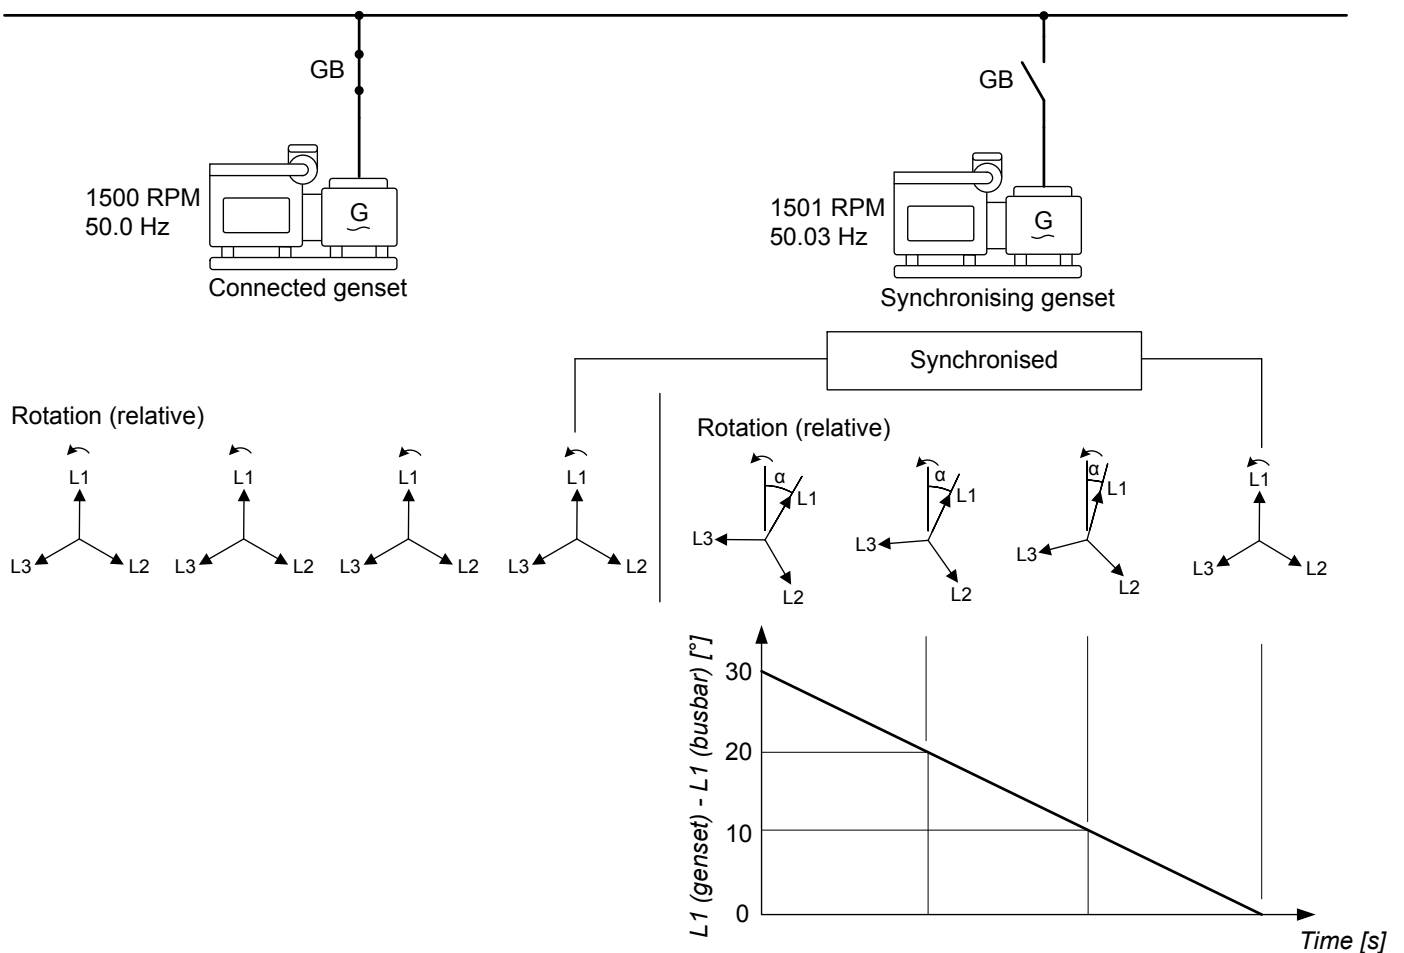 GB
1500 RPM
50.0 Hz
G
Connected genset
GB
1501 RPM
50.03 Hz
G
Synchronising genset
Synchronised
Rotation (relative)
L1
L3
L2
L1
L3
L2
L1
L3
L2
L1
L3
L2
Rotation (relative)
α
L1
L3
L2
α
L1
L3
L2
α
L1
L3
L2
L1
L3
L2
L1 (genset) - L1 (busbar) [°]
30
20
10
0
Time [s]